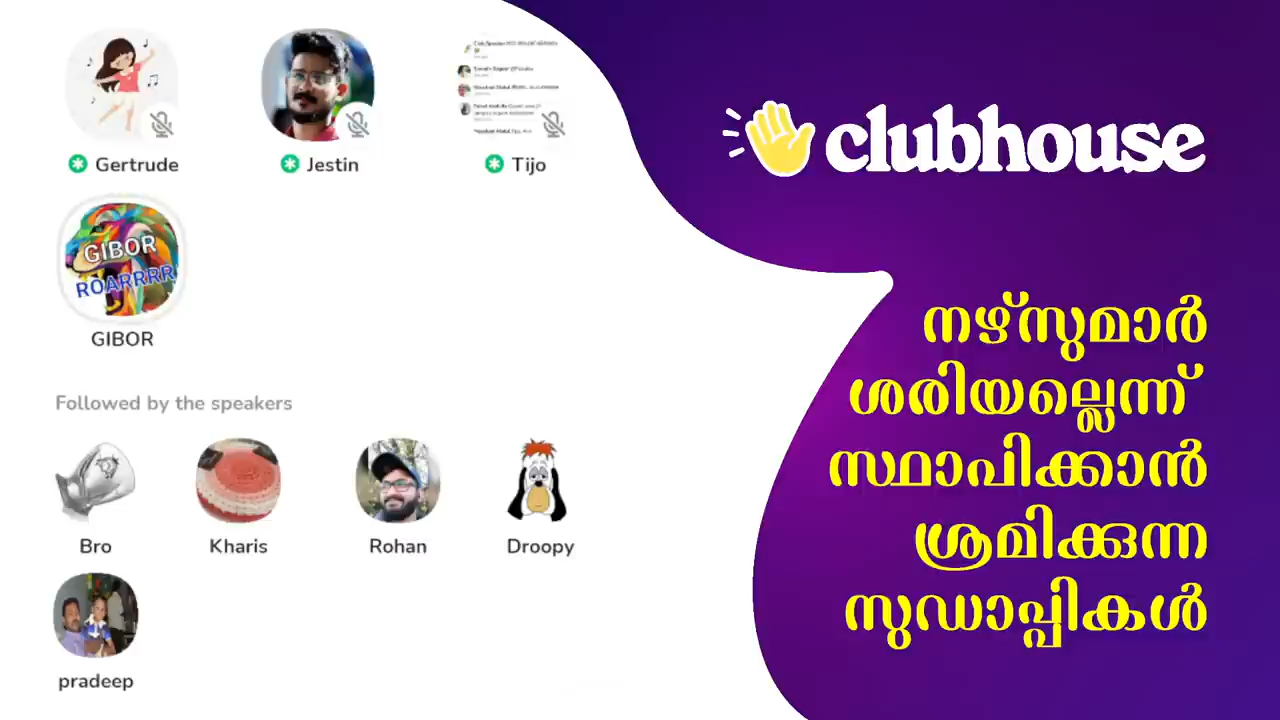 Gertrude
Jestin
Tijo
GIBOR
ROARRRR
GIBOR
Followed by the speakers
Bro
Kharis
Rohan
Droopy
pradeep
clubhouse
നഴ്സുമാർ
ശരിയല്ലെന്ന്
സ്ഥാപിക്കാൻ
ശ്രമിക്കുന്ന
സുഡാപ്പികൾ